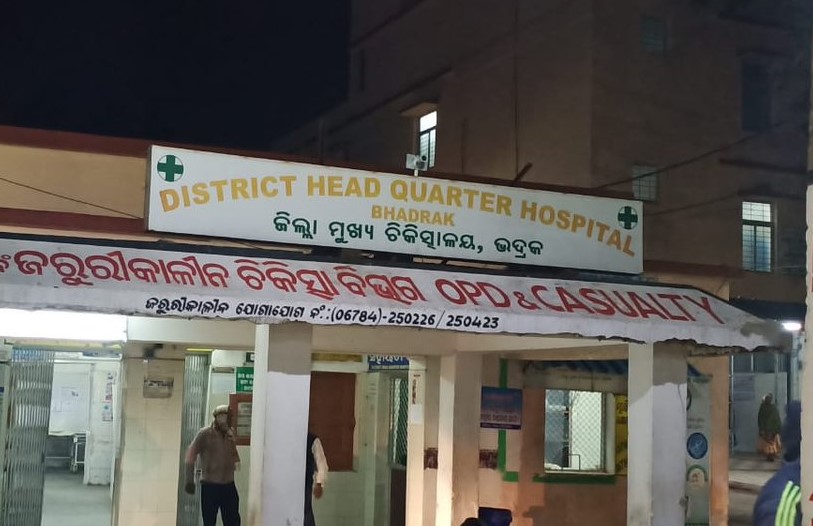 DISTRICT HEAD QUARTER HOSPITAL
BHADRAK
ଜିଲ୍ଲା ମୁଖ୍ୟ ଚିକିତ୍ସାଳୟ, ଭଦ୍ରକ
ଜରୁରୀକାଳୀନ ଚିକିତ୍ସା ବିଭାଗ OPD & CASUALTY
ଜରୁରୀକାଳୀନ ଯୋଗାଯୋଗ ନଂ:(06784)-250226/ 250423